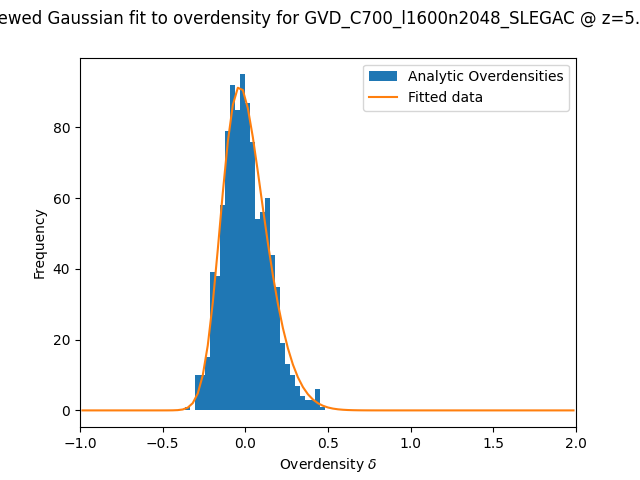 ewed Gaussian fit to overdensity for GVD_C700_l1600n2048_SLEGAC @ z=5.
Analytic Overdensities
Fitted data
Frequency
80
60
40
20
0
−1.0 −0.5 0.0 0.5 1.0 1.5 2.0
Overdensity δ